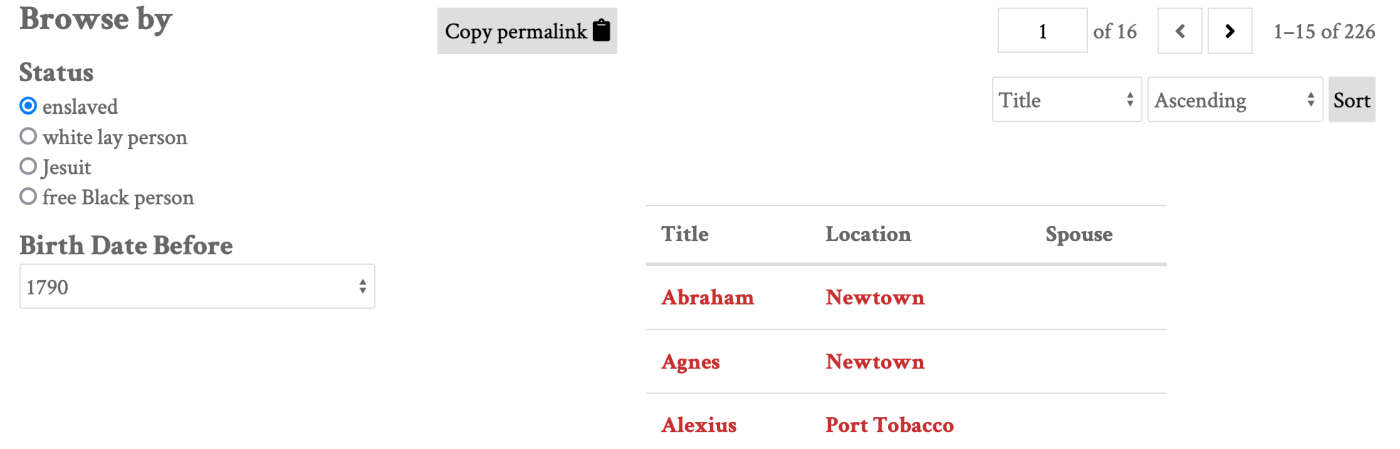 Browse by
Status
enslaved
white lay person
Jesuit
free Black person
Birth Date Before
1790
Copy permalink
1 of 16 1–15 of 226
Title Ascending Sort
Title Location Spouse
Abraham Newtown
Agnes Newtown
Alexius Port Tobacco